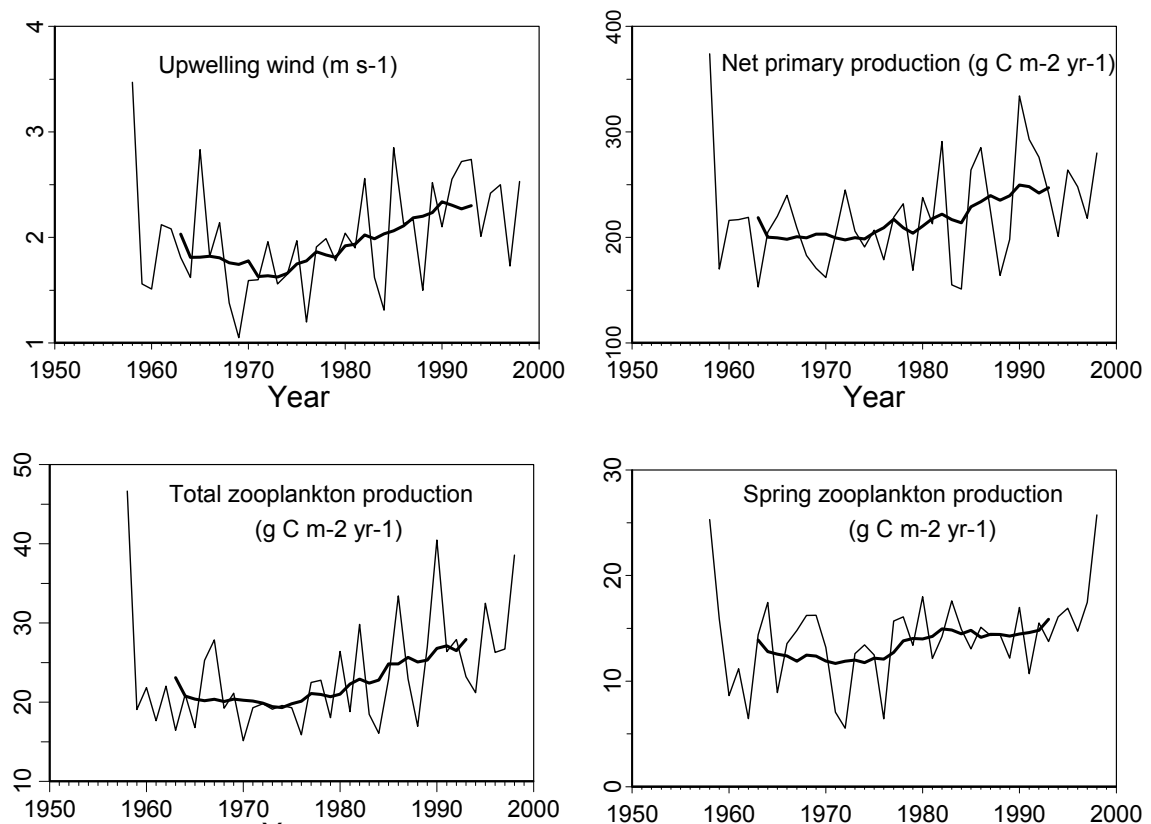 4
3
2
1
Upwelling wind (m s-1)
1950 1960 1970 1980 1990 2000
Year
400
300
200
100
Net primary production (g C m-2 yr-1)
1950 1960 1970 1980 1990 2000
Year
50
40
30
20
10
Total zooplankton production
(g C m-2 yr-1)
1950 1960 1970 1980 1990 2000
30
20
10
0
Spring zooplankton production
(g C m-2 yr-1)
1950 1960 1970 1980 1990 2000